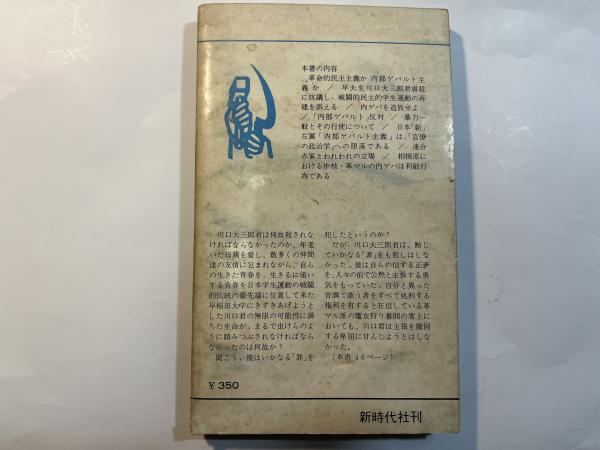 本書の内容
革命的民主主義か 内部ゲバルト主
義か ／ 早大生川口大三郎君虐殺
に抗議し、戦闘的民主的学生運動の再
建を訴える ／ 内ゲバを追放せよ
／「内部ゲバルト」反対 ／ 暴力一
般とその行使について ／ 日本「新」
左翼「内部ゲバルト主義」は、「官僚
の政治学」への堕落である ／ 連合
赤軍とわれわれの立場 ／ 相模原に
おける中核・革マルの内ゲバは利敵行
為である
川口大三郎君は何故殺されな
ければならなかったのか。年老
いた母親を愛し、数多くの仲間
達の友情に包まれながら、自ら
の生きた青春を、生きるに値い
する青春を日本学生運動の戦闘
的伝統の最先端に位置して来た
早稲田大学にきずきあげようと
した川口君の無限の可能性に満
ちた生命が、まるで虫けらのよ
うに踏みつぶされなければなら
なかったのは何故か？
聞こう。彼はいかなる「罪」を
犯したというのか？
だが、川口大三郎君は、断じ
ていかなる「罪」をも犯しはしな
かった。彼は自らの信ずる正夢
を、人々の前で公然と主張する勇
気をもっていた。自分と異った
音調で歌う者をすべて処刑する
権利を有すると狂信している革
マル派の魔女狩り審問の席上に
おいても、川口君は主張を撤回
する卑屈に甘んじようとはしな
かった。
（本書 46ページ）
￥350
新時代社刊